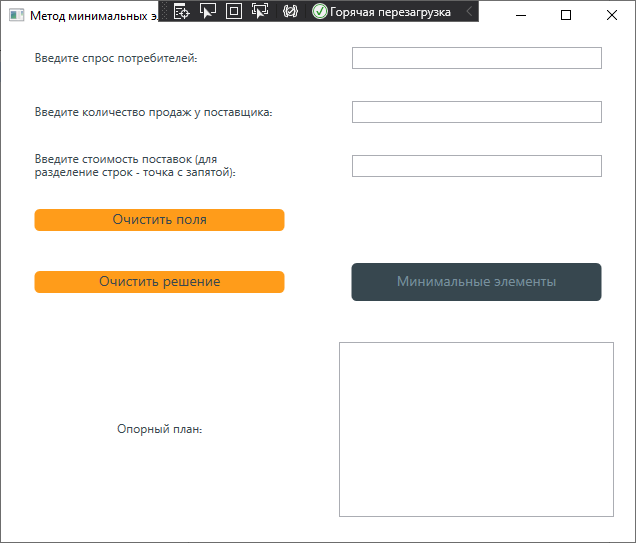 Метод минимальных э
Горячая перезагрузка
Введите спрос потребителей:
Введите количество продаж у поставщика:
Введите стоимость поставок (для
разделение строк - точка с запятой):
Очистить поля
Очистить решение
Минимальные элементы
Опорный план: